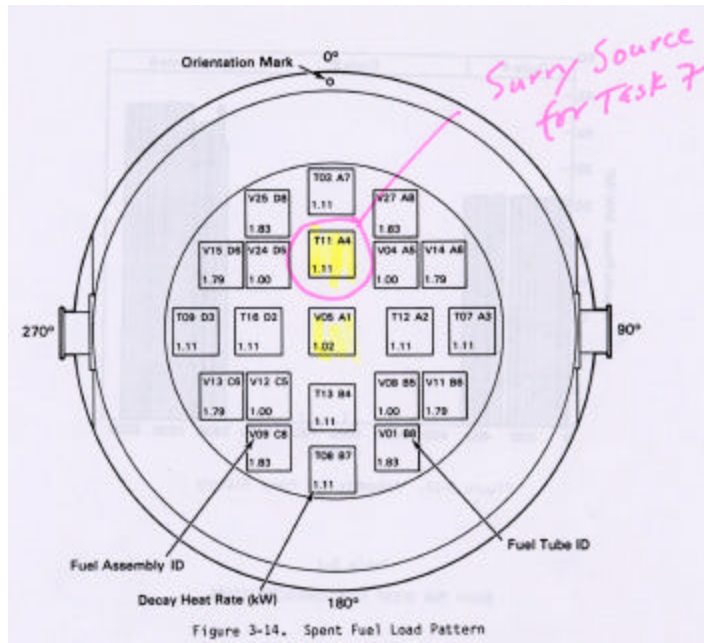 Orientation Mark
0°
Surry Source
for Task 7
T02 A7
1.11
V25 D8
1.83
V27 A8
1.83
T11 A4
1.11
V15 D6
1.79
V24 D5
1.00
V04 A5
1.00
V14 A6
1.79
270°
T09 D3
1.11
T16 D2
1.11
V05 A1
1.02
T12 A2
1.11
T07 A3
1.11
90°
V13 C6
1.79
V12 C5
1.00
T13 B4
1.11
V08 B5
1.00
V11 B6
1.79
V09 C8
1.83
T08 B7
1.11
V01 B8
1.83
Fuel Assembly ID
Fuel Tube ID
Decay Heat Rate (kW)
180°
Figure 3-14. Spent Fuel Load Pattern